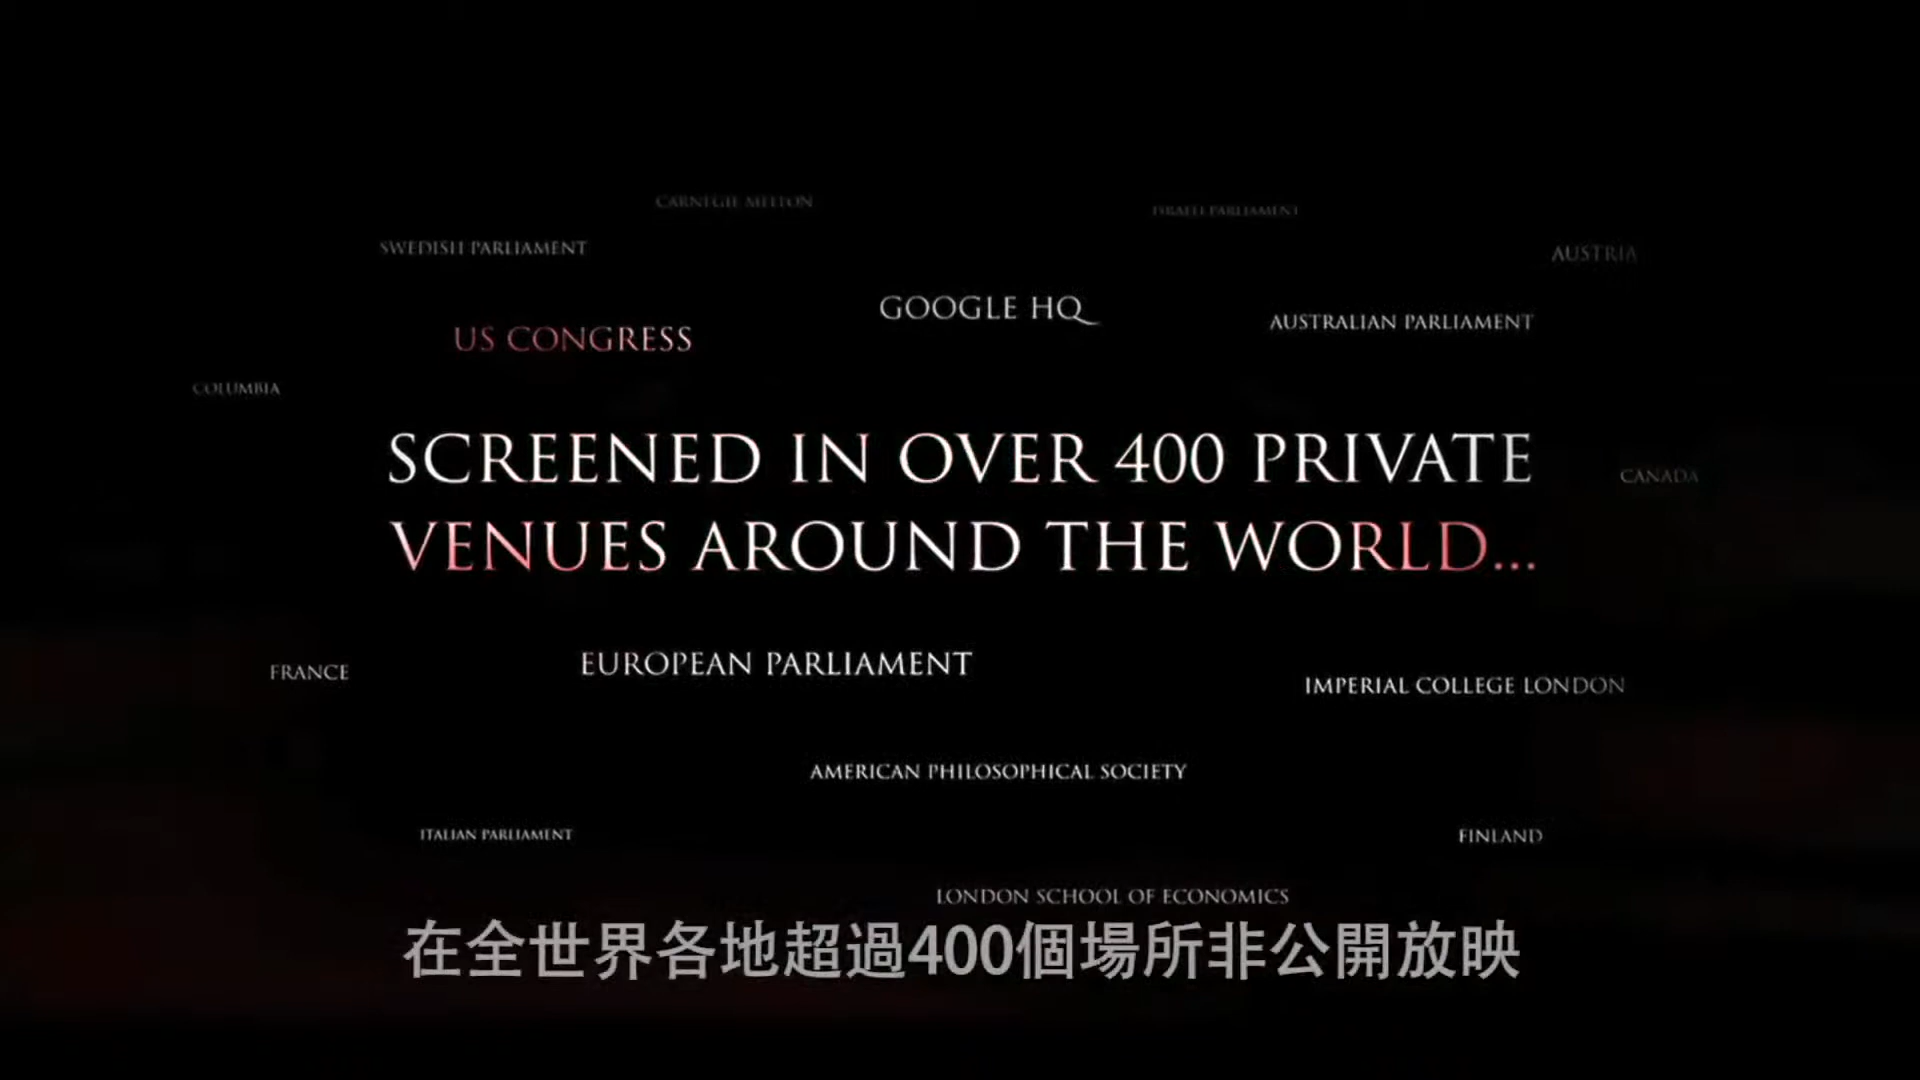 CARNEGIE MELLON
ISRAELI PARLIAMENT
SWEDISH PARLIAMENT
AUSTRIA
GOOGLE HQ
AUSTRALIAN PARLIAMENT
US CONGRESS
COLUMBIA
SCREENED IN OVER 400 PRIVATE
CANADA
VENUES AROUND THE WORLD...
EUROPEAN PARLIAMENT
FRANCE
IMPERIAL COLLEGE LONDON
AMERICAN PHILOSOPHICAL SOCIETY
ITALIAN PARLIAMENT
FINLAND
LONDON SCHOOL OF ECONOMICS
在全世界各地超過400個場所非公開放映